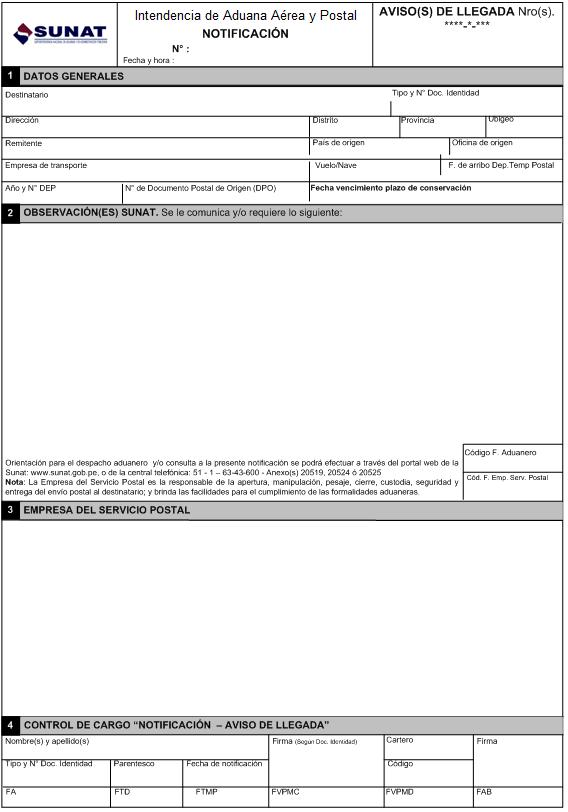 SUNAT
Intendencia de Aduana Aérea y Postal
NOTIFICACIÓN
N° :
Fecha y hora :
AVISO(S) DE LLEGADA Nro(s).
****-*-***
1 DATOS GENERALES
Destinatario
Tipo y N° Doc. Identidad
Dirección
Distrito
Provincia
Ubigeo
Remitente
País de origen
Oficina de origen
Empresa de transporte
Vuelo/Nave
F. de arribo Dep.Temp Postal
Año y N° DEP
N° de Documento Postal de Origen (DPO)
Fecha vencimiento plazo de conservación
2 OBSERVACIÓN(ES) SUNAT. Se le comunica y/o requiere lo siguiente:
Orientación para el despacho aduanero y/o consulta a la presente notificación se podrá efectuar a través del portal web de la
Sunat: www.sunat.gob.pe, o de la central telefónica: 51 - 1 – 63-43-600 - Anexo(s) 20519, 20524 ó 20525
Nota: La Empresa del Servicio Postal es la responsable de la apertura, manipulación, pesaje, cierre, custodia, seguridad y
entrega del envío postal al destinatario; y brinda las facilidades para el cumplimiento de las formalidades aduaneras.
Código F. Aduanero
Cód. F. Emp. Serv. Postal
3 EMPRESA DEL SERVICIO POSTAL
4 CONTROL DE CARGO “NOTIFICACIÓN – AVISO DE LLEGADA”
Nombre(s) y apellido(s)
Firma (Según Doc. Identidad)
Cartero
Firma
Tipo y N° Doc. Identidad
Parentesco
Fecha de notificación
Código
FA
FTD
FTMP
FVPMC
FVPMD
FAB